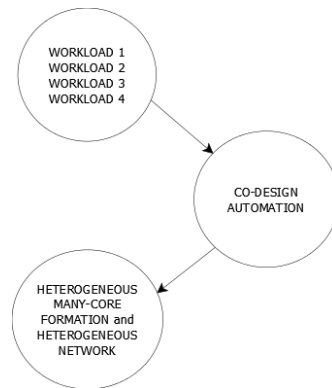 WORKLOAD 1
WORKLOAD 2
WORKLOAD 3
WORKLOAD 4
CO-DESIGN
AUTOMATION
HETEROGENEOUS
MANY-CORE
FORMATION and
HETEROGENEOUS
NETWORK